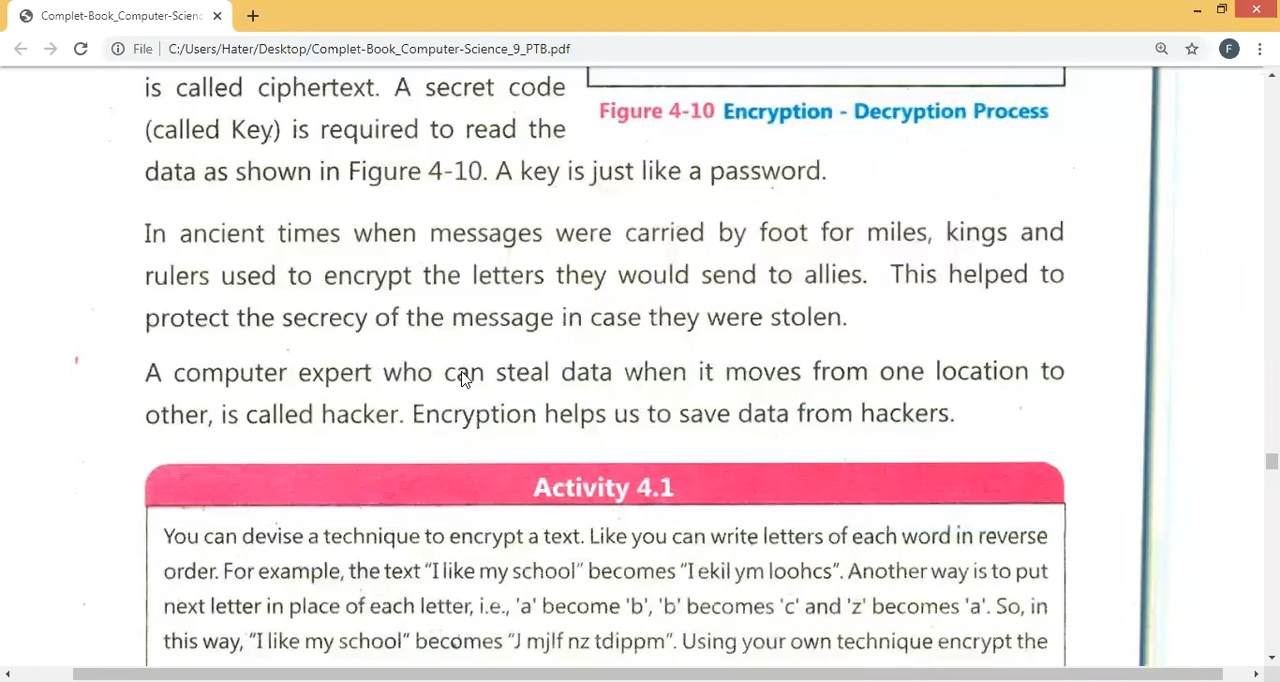 Complet-Book_Computer-Scienc
File C:/Users/Hater/Desktop/Complet-Book_Computer-Science_9_PTB.pdf
F
is called ciphertext. A secret code
(called Key) is required to read the
Figure 4-10 Encryption - Decryption Process
data as shown in Figure 4-10. A key is just like a password.
In ancient times when messages were carried by foot for miles, kings and
rulers used to encrypt the letters they would send to allies. This helped to
protect the secrecy of the message in case they were stolen.
A computer expert who can steal data when it moves from one location to
other, is called hacker. Encryption helps us to save data from hackers.
Activity 4.1
You can devise a technique to encrypt a text. Like you can write letters of each word in reverse
order. For example, the text "I like my school" becomes "I ekil ym loohcs". Another way is to put
next letter in place of each letter, i.e., 'a' become 'b', 'b' becomes 'c' and 'z' becomes 'a'. So, in
this way, "I like my school" becomes "J mjlf nz tdippm". Using your own technique encrypt the